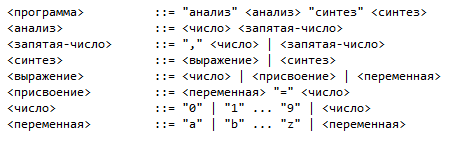 <программа> ::= "анализ" <анализ> "синтез" <синтез>
<анализ> ::= <число> <запятая-число>
<запятая-число> ::= "," <число> | <запятая-число>
<синтез> ::= <выражение> | <синтез>
<выражение> ::= <число> | <присвоение> | <переменная>
<присвоение> ::= <переменная> "=" <число>
<число> ::= "0" | "1" ... "9" | <число>
<переменная> ::= "a" | "b" ... "z" | <переменная>